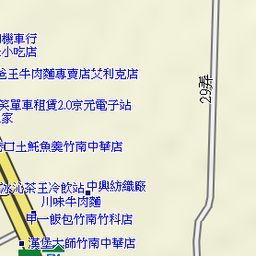 機車行
小吃店
爸王牛肉麵專賣店艾利克店
笑單車租賃2.0京元電子站
家
口土魠魚羹竹南中華店
冰沁茶王冷飲站
中興紡織廠
川味牛肉麵
甲一飯包竹南竹科店
漢堡大師竹南中華店
29弄